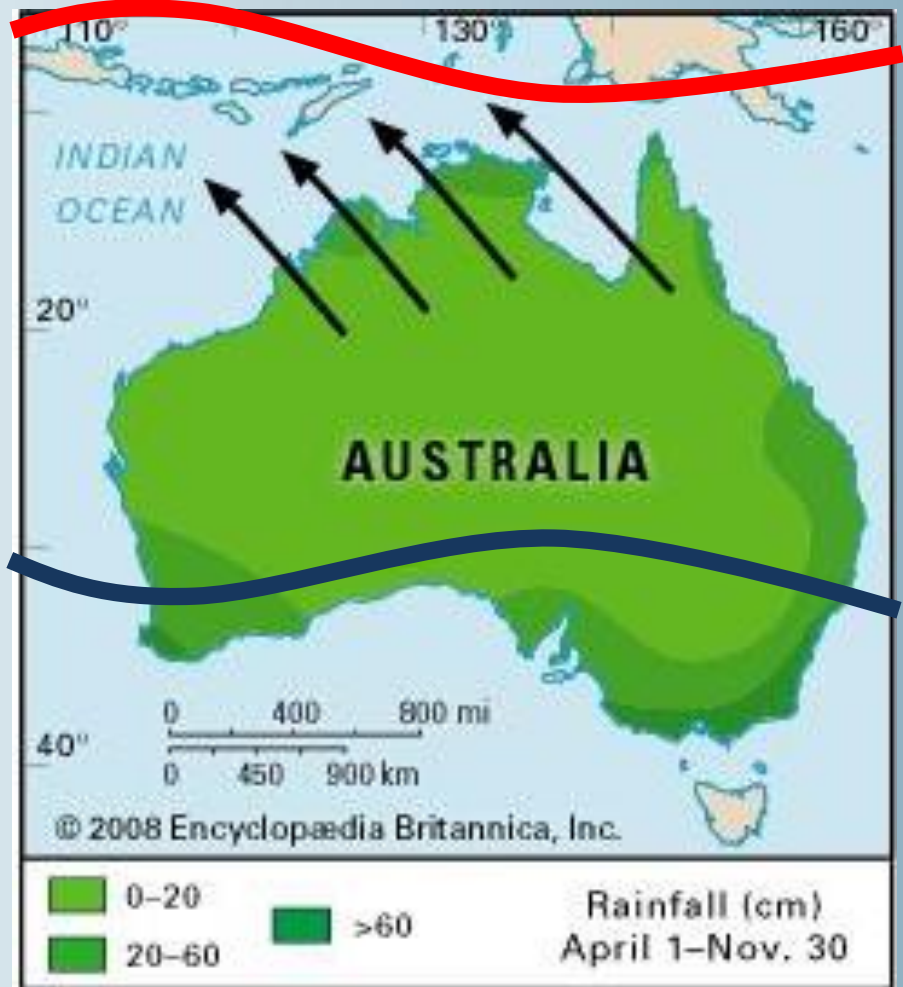 110° 130° 160°
INDIAN
OCEAN
20°
AUSTRALIA
0 400 800 mi
40°
0 450 900 km
© 2008 Encyclopædia Britannica, Inc.
0–20
>60
20–60
Rainfall (cm)
April 1–Nov. 30